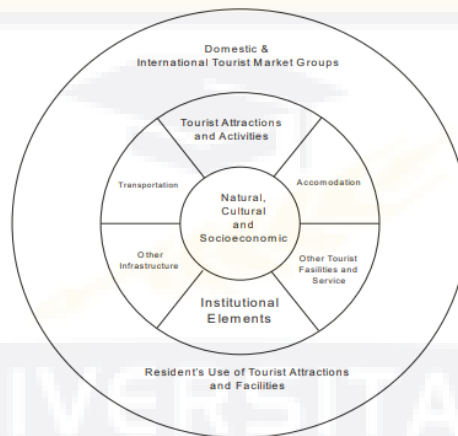 Domestic &
International Tourist Market Groups
Tourist Attractions
and Activities
Transportation
Accomodation
Natural,
Cultural
and
Socioeconomic
Other
Infrastructure
Other Tourist
Fasilities and
Service
Institutional
Elements
Resident's Use of Tourist Attractions
and Facilities
IVERSITA